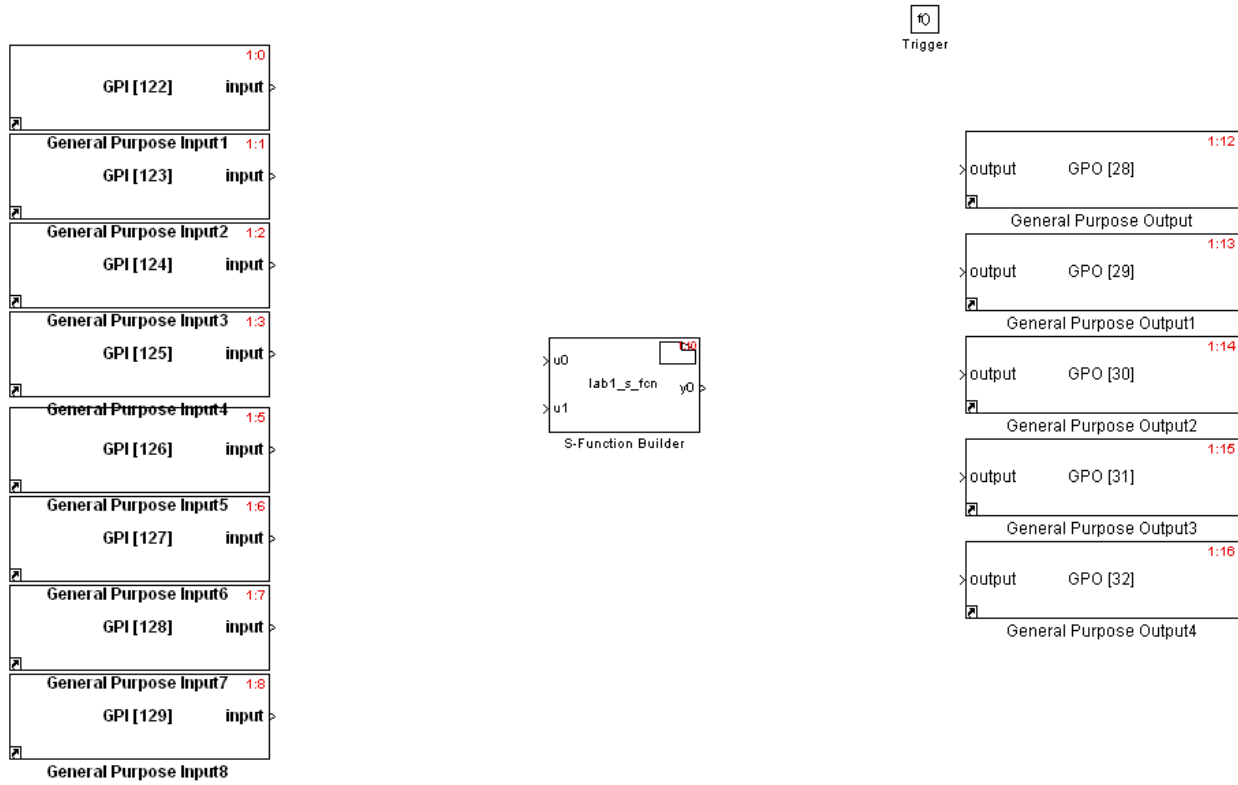 f()
Trigger
1:0
GPI [122] input
General Purpose Input1 1:1
GPI [123] input
General Purpose Input2 1:2
GPI [124] input
General Purpose Input3 1:3
GPI [125] input
General Purpose Input4 1:5
GPI [126] input
General Purpose Input5 1:6
GPI [127] input
General Purpose Input6 1:7
GPI [128] input
General Purpose Input7 1:8
GPI [129] input
General Purpose Input8
1:10
u0
lab1_s_fcn y0
u1
S-Function Builder
1:12
output GPO [28]
General Purpose Output
1:13
output GPO [29]
General Purpose Output1
1:14
output GPO [30]
General Purpose Output2
1:15
output GPO [31]
General Purpose Output3
1:16
output GPO [32]
General Purpose Output4